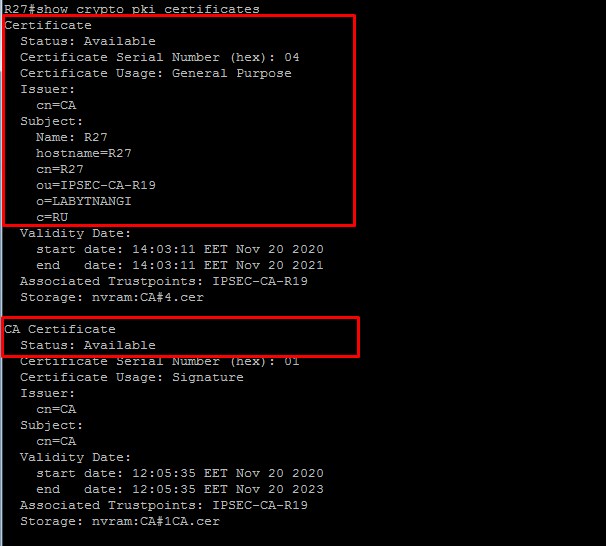 R27#show crypto pki certificates
Certificate
Status: Available
Certificate Serial Number (hex): 04
Certificate Usage: General Purpose
Issuer:
cn=CA
Subject:
Name: R27
hostname=R27
cn=R27
ou=IPSEC-CA-R19
o=LABYTNANGI
c=RU
Validity Date:
start date: 14:03:11 EET Nov 20 2020
end   date: 14:03:11 EET Nov 20 2021
Associated Trustpoints: IPSEC-CA-R19
Storage: nvram:CA#4.cer
CA Certificate
Status: Available
Certificate Serial Number (hex): 01
Certificate Usage: Signature
Issuer:
cn=CA
Subject:
cn=CA
Validity Date:
start date: 12:05:35 EET Nov 20 2020
end   date: 12:05:35 EET Nov 20 2023
Associated Trustpoints: IPSEC-CA-R19
Storage: nvram:CA#1CA.cer